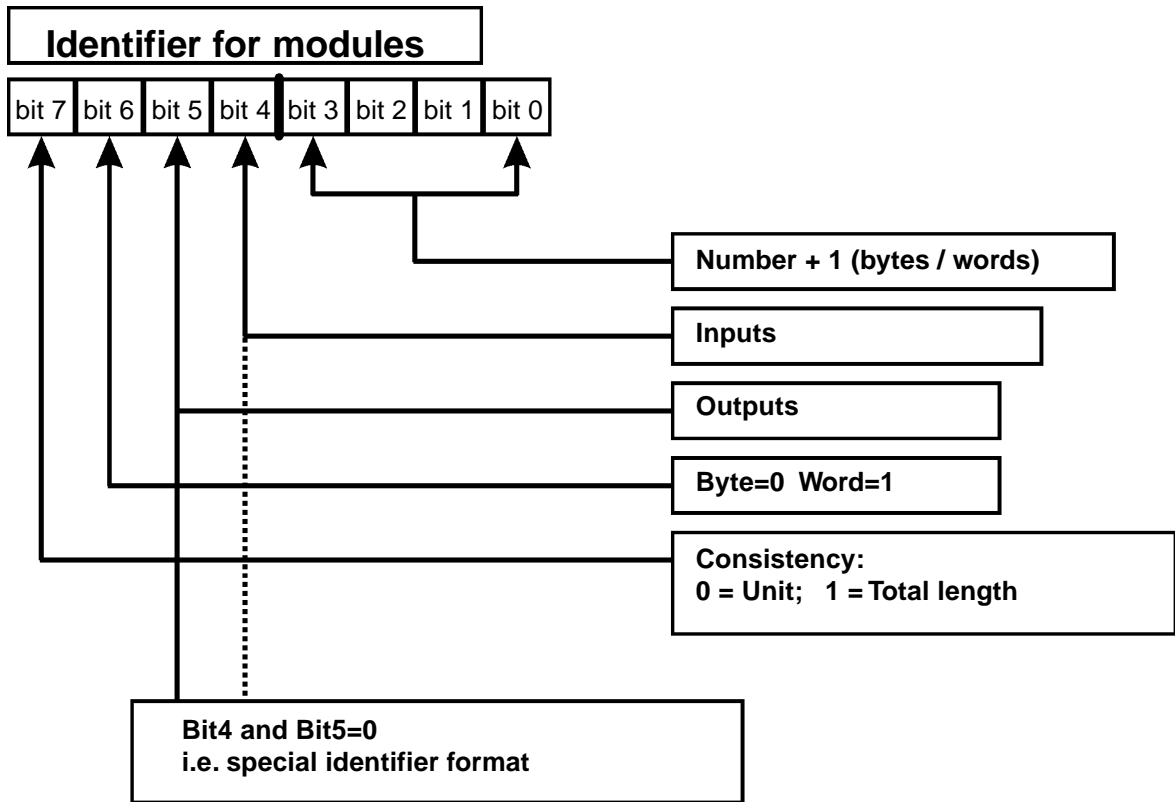 Identifier for modules
bit 7 bit 6 bit 5 bit 4 bit 3 bit 2 bit 1 bit 0
Number + 1 (bytes / words)
Inputs
Outputs
Byte=0 Word=1
Consistency:
0 = Unit; 1 = Total length
Bit4 and Bit5=0
i.e. special identifier format